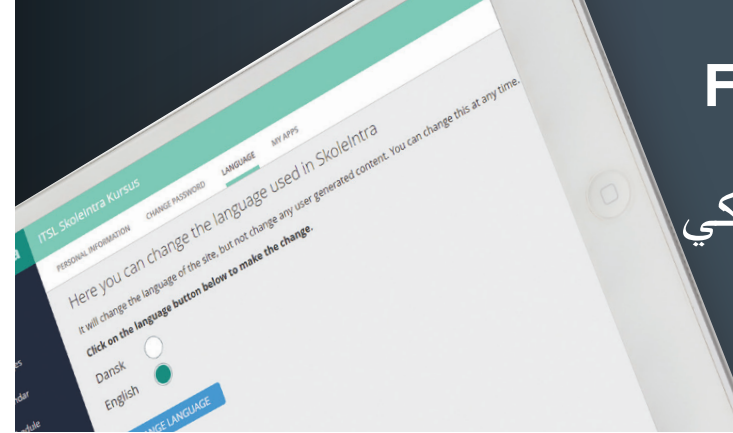 ITSL SkoleIntra Kursus
PERSONAL INFORMATION CHANGE PASSWORD LANGUAGE MY APPS
Here you can change the language used in SkoleIntra
It will change the language of the site, but not change any user generated content. You can change this at any time.
Click on the language button below to make the change.
Dansk
English
LANGUAGE
F